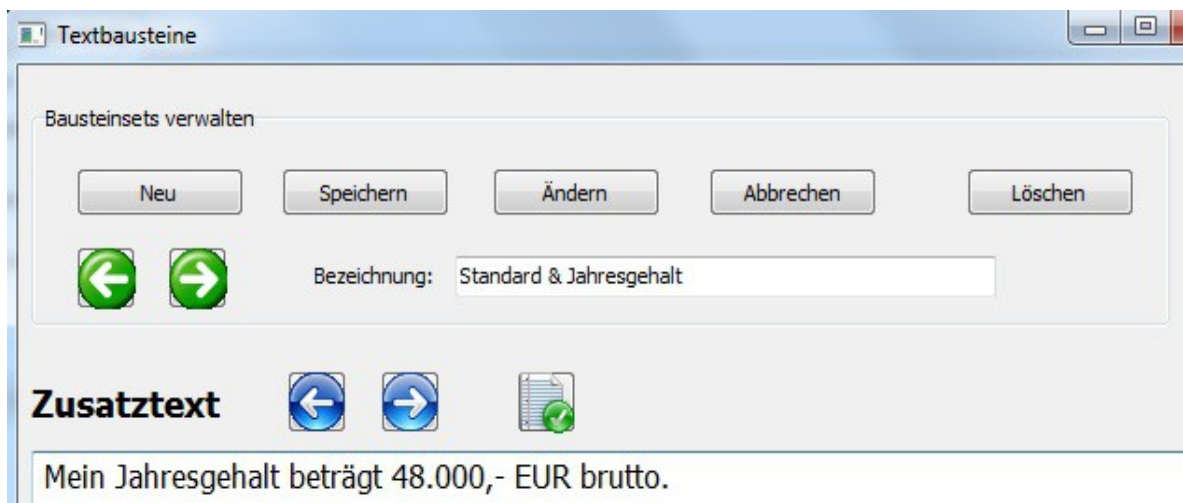 Textbausteine
Bausteinsets verwalten
Neu Speichern Ändern Abbrechen Löschen
Bezeichnung: Standard & Jahresgehalt
Zusatztext
Mein Jahresgehalt beträgt 48.000,- EUR brutto.